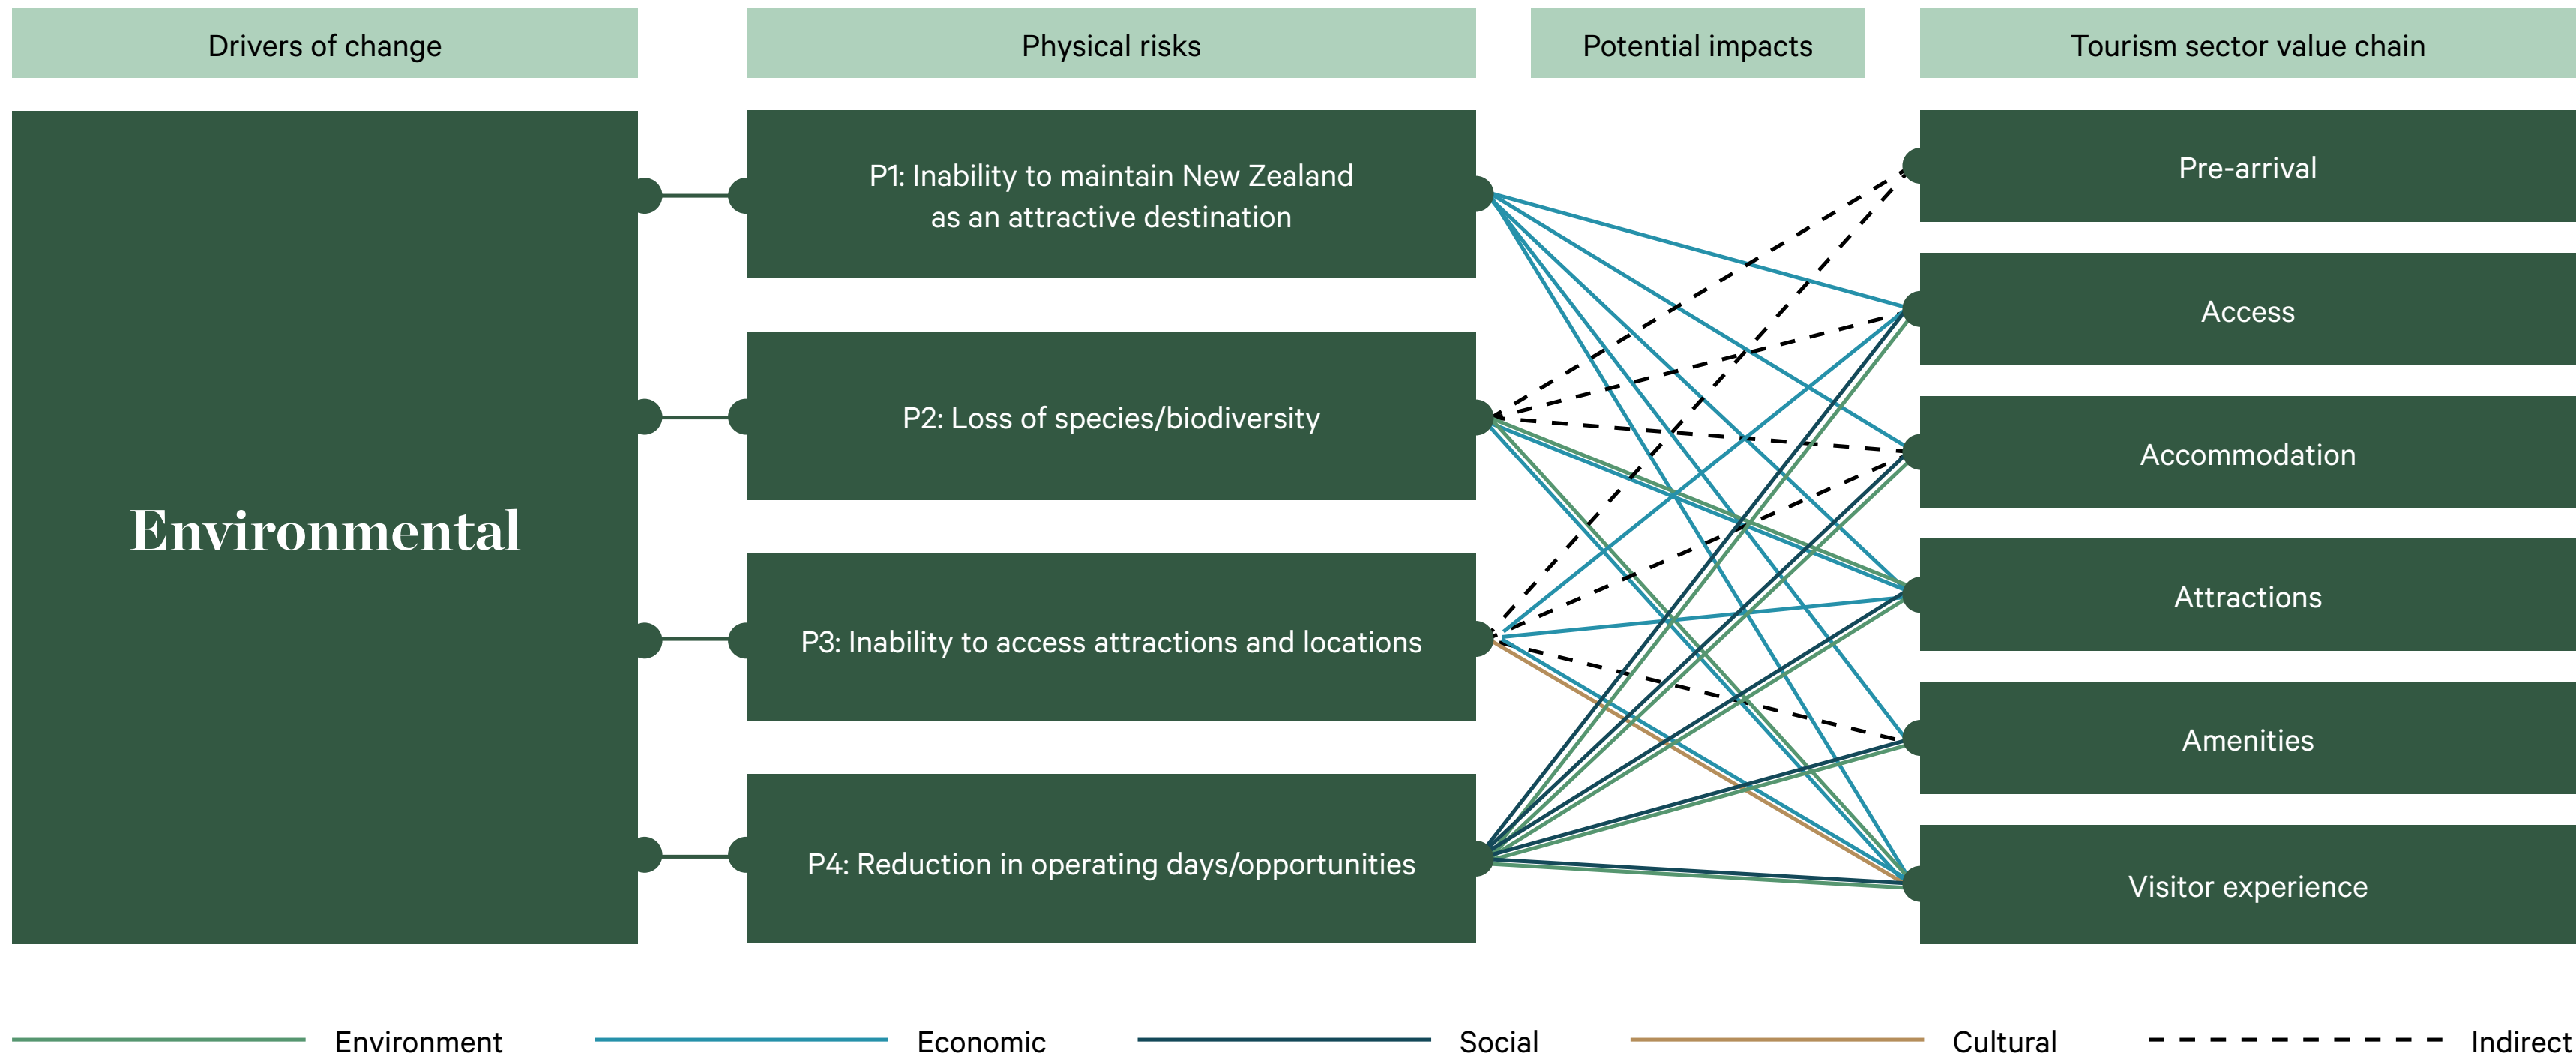 Drivers of change
Physical risks
Potential impacts
Tourism sector value chain
Environmental
P1: Inability to maintain New Zealand
as an attractive destination
P2: Loss of species/biodiversity
P3: Inability to access attractions and locations
P4: Reduction in operating days/opportunities
Pre-arrival
Access
Accommodation
Attractions
Amenities
Visitor experience
Environment
Economic
Social
Cultural
Indirect